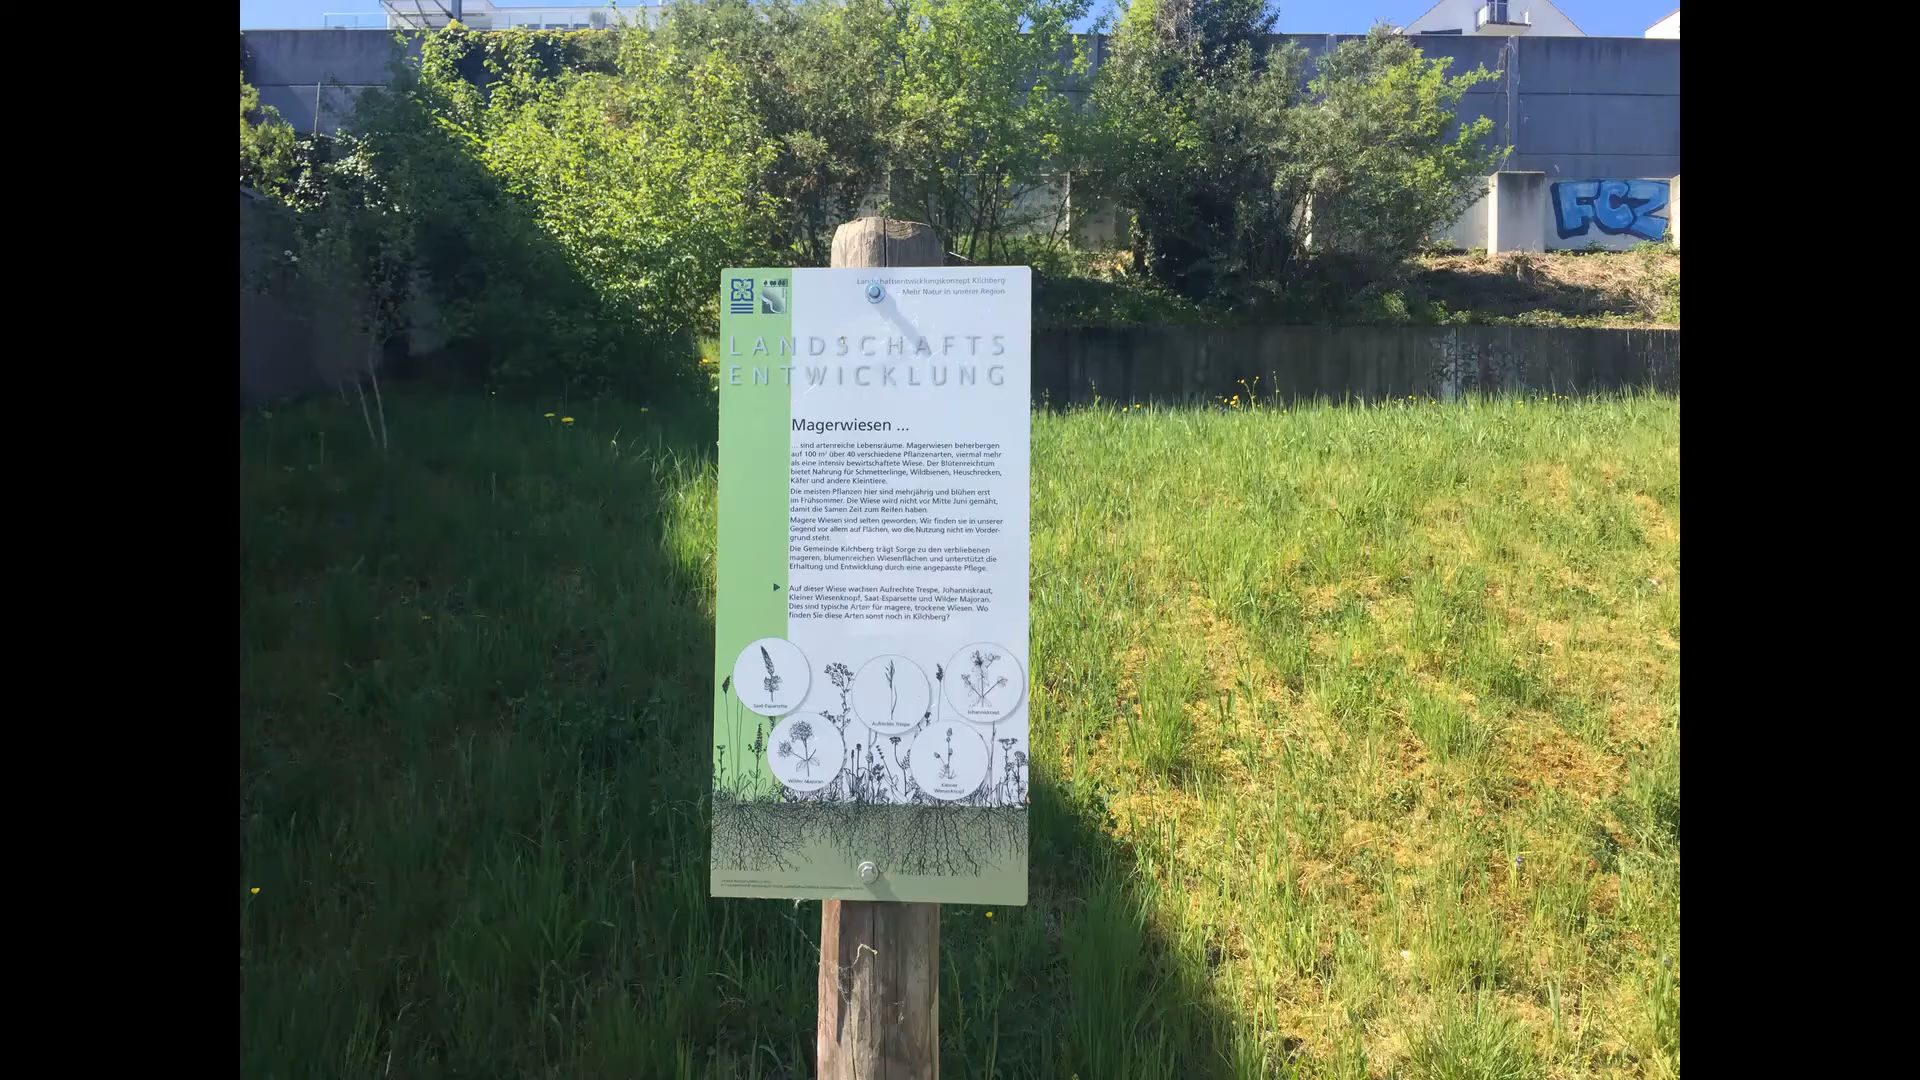 Landschaftsentwicklungskonzept Kilchberg
Mehr Natur in unserer Region
LANDSCHAFTS
ENTWICKLUNG
Magerwiesen ...
... sind artenreiche Lebensräume. Magerwiesen beherbergen
auf 100 m² über 40 verschiedene Pflanzenarten, viermal mehr
als eine intensiv bewirtschaftete Wiese. Der Blütenreichtum
bietet Nahrung für Schmetterlinge, Wildbienen, Heuschrecken,
Käfer und andere Kleintiere.
Die meisten Pflanzen hier sind mehrjährig und blühen erst
im Frühsommer. Die Wiese wird nicht vor Mitte Juni gemäht,
damit die Samen Zeit zum Reifen haben.
Magere Wiesen sind selten geworden. Wir finden sie in unserer
Gegend vor allem auf Flächen, wo die Nutzung nicht im Vorder-
grund steht.
Die Gemeinde Kilchberg trägt Sorge zu den verbliebenen
mageren, blumenreichen Wiesenflächen und unterstützt die
Erhaltung und Entwicklung durch eine angepasste Pflege.
Auf dieser Wiese wachsen Aufrechte Trespe, Johanniskraut,
Kleiner Wiesenknopf, Saat-Esparsette und Wilder Majoran.
Dies sind typische Arten für magere, trockene Wiesen. Wo
finden Sie diese Arten sonst noch in Kilchberg?
Saat-Esparsette
Aufrechte Trespe
Johanniskraut
Wilder Majoran
Kleiner
Wiesenknopf
FCZ